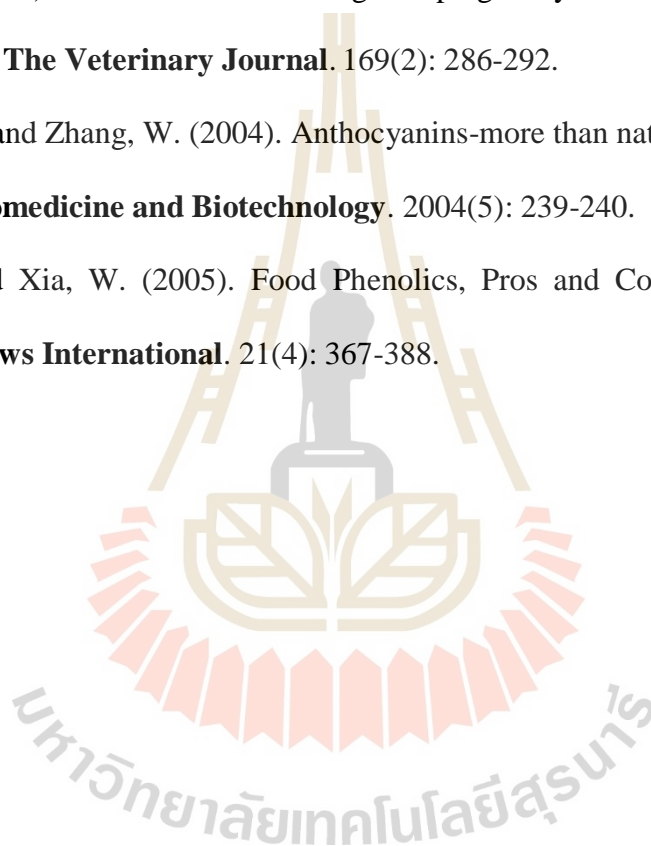 The Veterinary Journal. 169(2): 286-292.
and Zhang, W. (2004). Anthocyanins-more than nat
omedicine and Biotechnology. 2004(5): 239-240.
Xia, W. (2005). Food Phenolics, Pros and Co
ws International. 21(4): 367-388.
มหาวิทยาลัยเทคโนโลยีสุรนารี